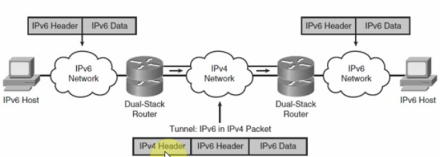 IPv6 Header IPv6 Data
IPv6 Header IPv6 Data
IPv6
Network
IPv4
Network
IPv6
Network
IPv6 Host
Dual-Stack
Router
Dual-Stack
Router
IPv6 Host
Tunnel: IPv6 in IPv4 Packet
IPv4 Header IPv6 Header IPv6 Data